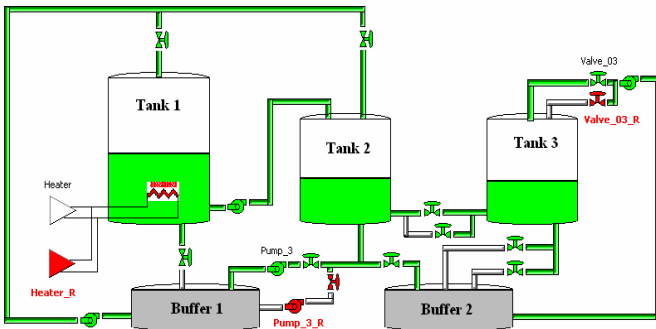 Valve_03
Tank 1
Valve_03_R
Tank 2
Tank 3
Heater
Pump_3
Heater_R
Buffer 1
Buffer 2
Pump_3_R